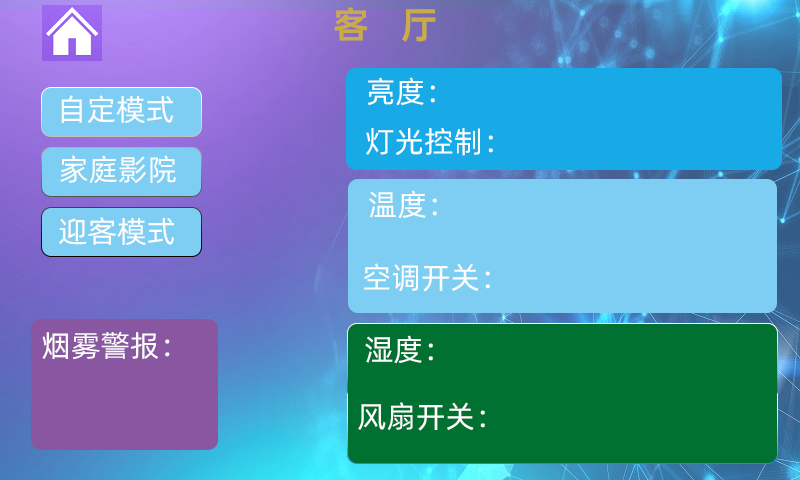 客 厅
自定模式
家庭影院
迎客模式
烟雾警报：
亮度：
灯光控制：
温度：
空调开关：
湿度：
风扇开关：